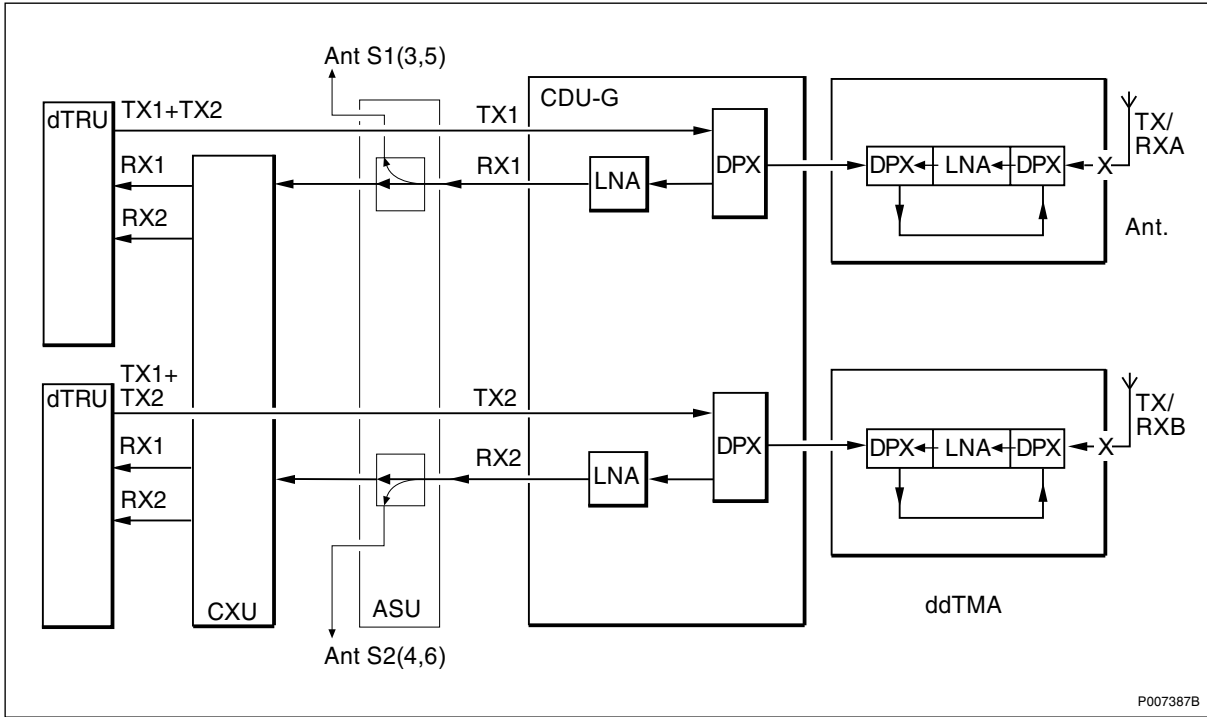 Ant S1(3,5)
CDU-G
dTRU
TX1+TX2
TX1
TX/
RXA
RX1
RX1
LNA
DPX
DPX
LNA
DPX
X
RX2
Ant.
dTRU
TX1+
TX2
TX2
TX/
RXB
RX1
RX2
LNA
DPX
DPX
LNA
DPX
X
RX2
CXU
ASU
ddTMA
Ant S2(4,6)
P007387B